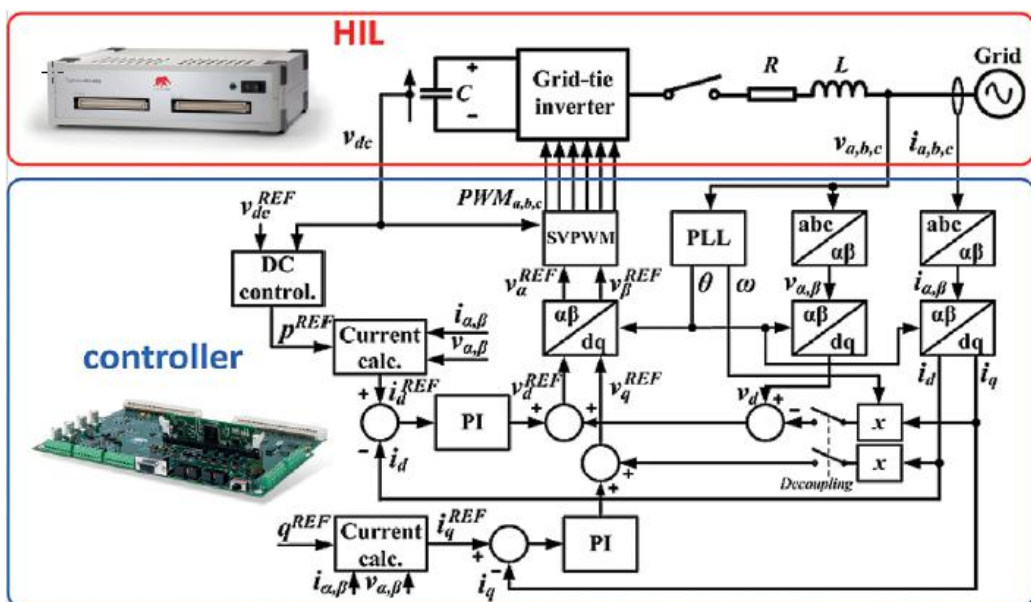 HIL
Grid
Grid-tie
inverter
R
L
+
C
-
v_dc
v_a,b,c
i_a,b,c
v_dc^REF
PWM_a,b,c
SVPWM
PLL
abc
αβ
abc
αβ
DC
control.
v_α^REF
v_β^REF
θ
ω
v_α,β
i_α,β
p^REF
i_α,β
v_α,β
Current
calc.
αβ
dq
αβ
dq
αβ
dq
controller
i_d^REF
v_d^REF
v_q^REF
v_d
i_d
i_q
+
-
PI
+
+
+
-
x
i_d
+
+
x
Decoupling
q^REF
Current
calc.
i_q^REF
+
-
PI
i_α,β
v_α,β
i_q